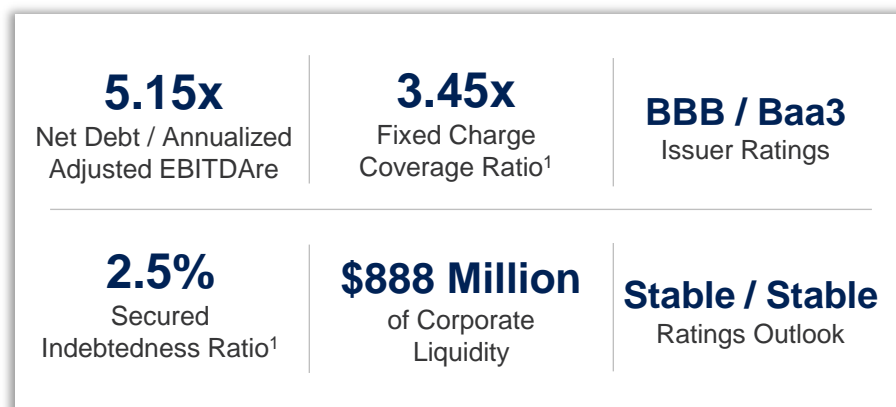 5.15x
Net Debt / Annualized
Adjusted EBITDAre
3.45x
Fixed Charge
Coverage Ratio¹
BBB / Baa3
Issuer Ratings
2.5%
Secured
Indebtedness Ratio¹
$888 Million
of Corporate
Liquidity
Stable / Stable
Ratings Outlook